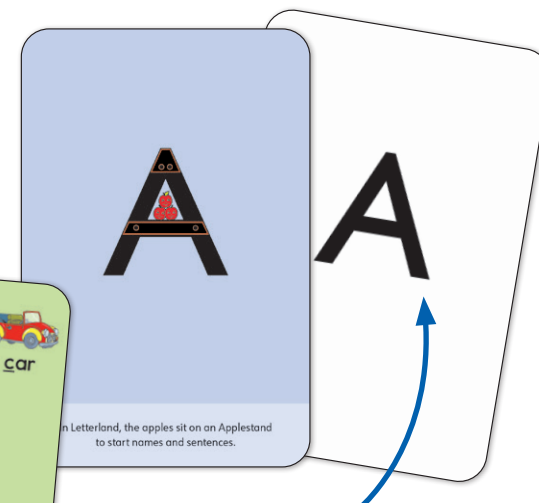 A
A
car
n Letterland, the apples sit on an Applestand
to start names and sentences.